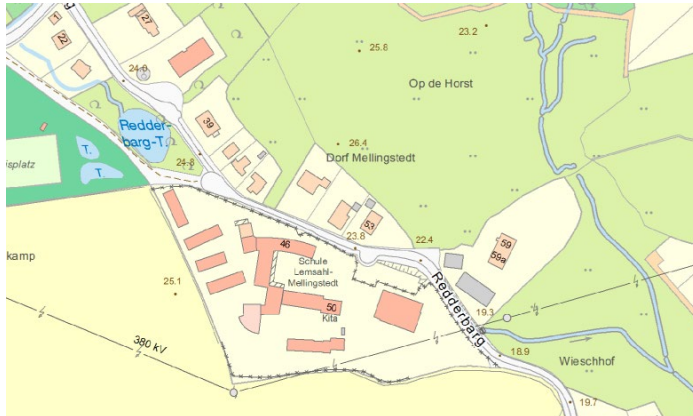 1
27
22
23.2
25.8
24.0
Op de Horst
Redder-
barg-T.
39
26.4
Dorf Mellingstedt
T.
24.8
isplatz
T.
53
46
23.8
22.4
59
59a
kamp
Schule
Lemsahl-
Mellingstedt
25.1
Redderbarg
50
Kita
19.3
380 kV
18.9
Wieschhof
19.7